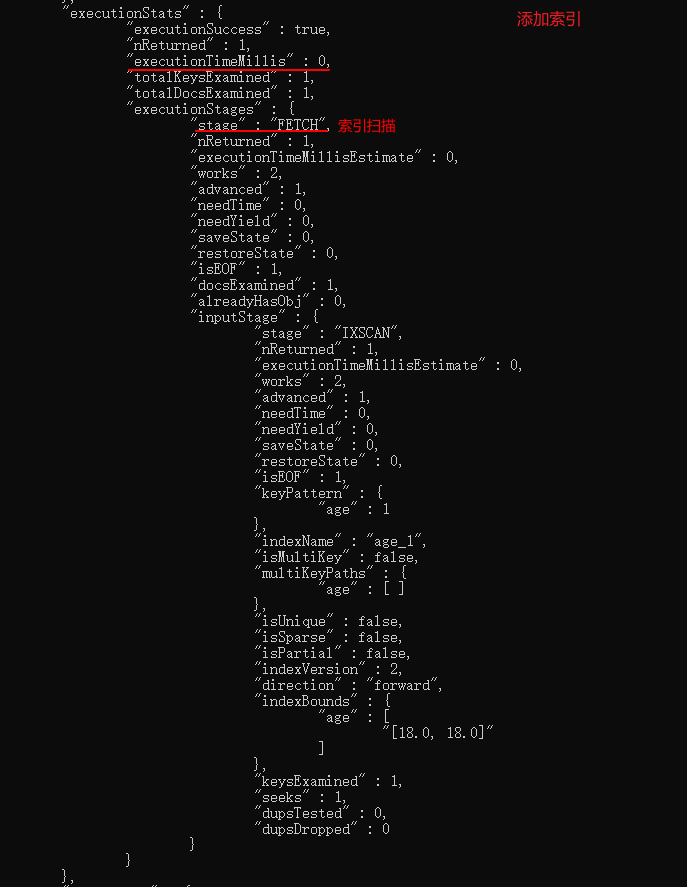 "executionStats" : {
添加索引
"executionSuccess" : true,
"nReturned" : 1,
"executionTimeMillis" : 0,
"totalKeysExamined" : 1,
"totalDocsExamined" : 1,
"executionStages" : {
"stage" : "FETCH", 索引扫描
"nReturned" : 1,
"executionTimeMillisEstimate" : 0,
"works" : 2,
"advanced" : 1,
"needTime" : 0,
"needYield" : 0,
"saveState" : 0,
"restoreState" : 0,
"isEOF" : 1,
"docsExamined" : 1,
"alreadyHasObj" : 0,
"inputStage" : {
"stage" : "IXSCAN",
"nReturned" : 1,
"executionTimeMillisEstimate" : 0,
"works" : 2,
"advanced" : 1,
"needTime" : 0,
"needYield" : 0,
"saveState" : 0,
"restoreState" : 0,
"isEOF" : 1,
"keyPattern" : {
"age" : 1
},
"indexName" : "age_1",
"isMultiKey" : false,
"multiKeyPaths" : {
"age" : [ ]
},
"isUnique" : false,
"isSparse" : false,
"isPartial" : false,
"indexVersion" : 2,
"direction" : "forward",
"indexBounds" : {
"age" : [
"[18.0, 18.0]"
]
},
"keysExamined" : 1,
"seeks" : 1,
"dupsTested" : 0,
"dupsDropped" : 0
}
}
},